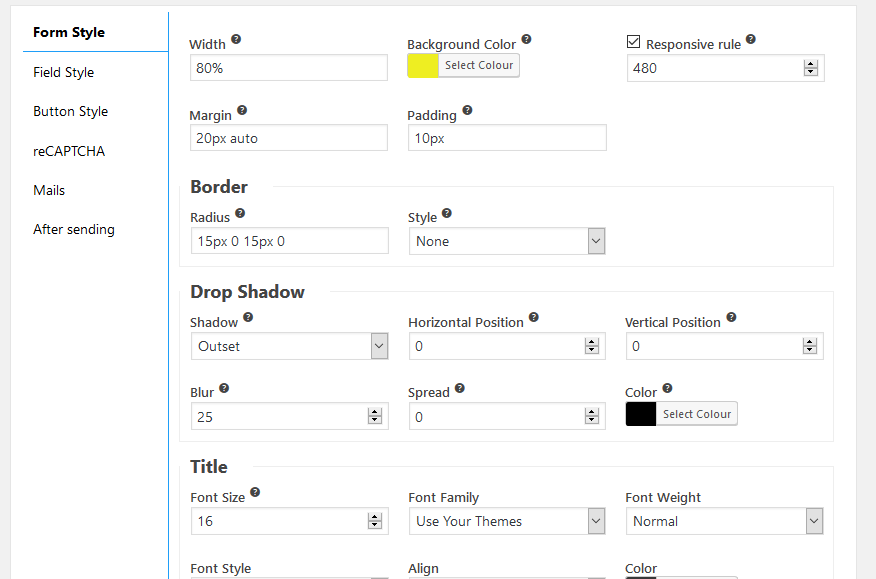 Form Style
Field Style
Button Style
reCAPTCHA
Mails
After sending
Width ?
Background Color ?
Responsive rule ?
80%
Select Colour
480
Margin ?
Padding ?
20px auto
10px
Border
Radius ?
Style ?
15px 0 15px 0
None
Drop Shadow
Shadow ?
Horizontal Position ?
Vertical Position ?
Outset
0
0
Blur ?
Spread ?
Color ?
25
0
Select Colour
Title
Font Size ?
Font Family
Font Weight
16
Use Your Themes
Normal
Font Style
Align
Color